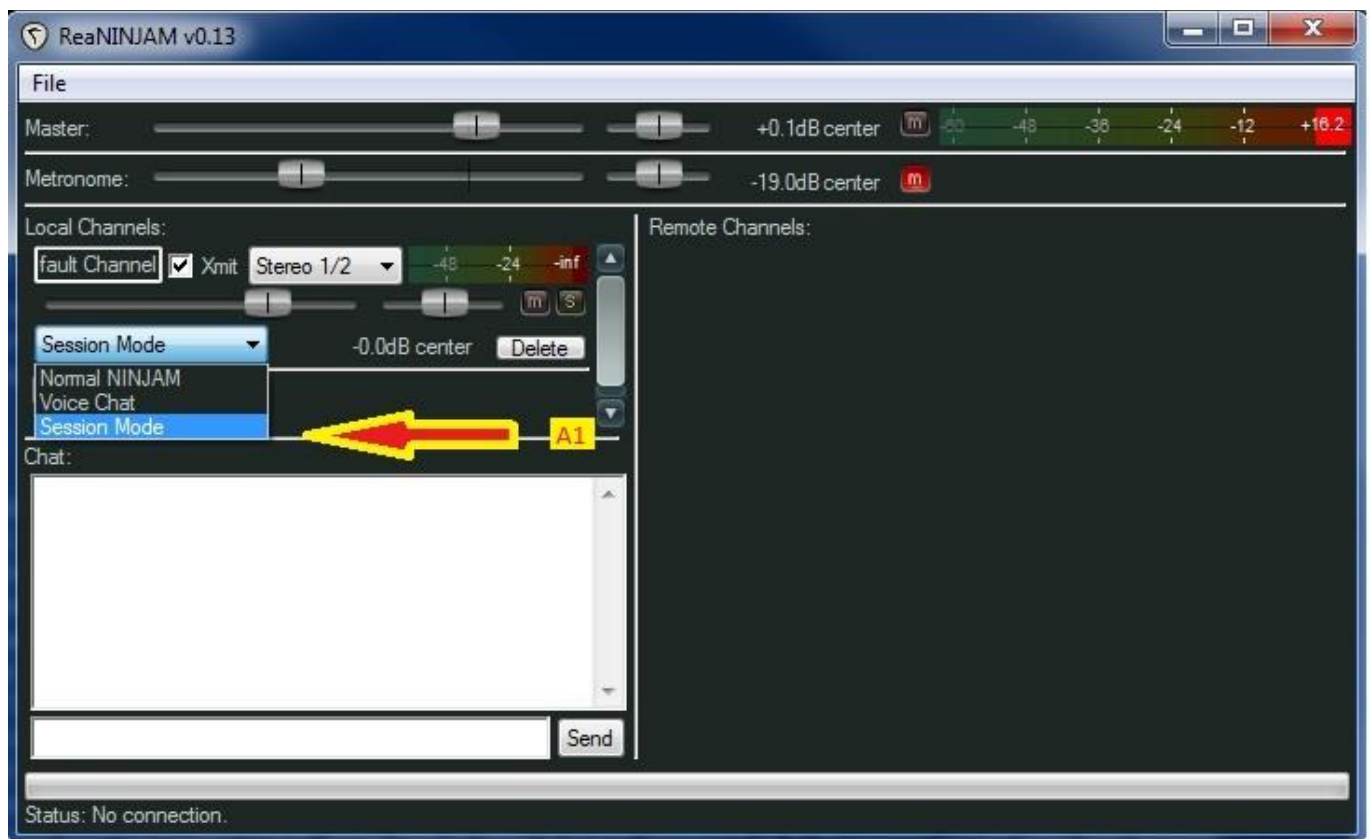 ReaNINJAM v0.13
File
Master: +0.1dB center m -60 -48 -36 -24 -12 +16.2
Metronome: -19.0dB center m
Local Channels: Remote Channels:
fault Channel Xmit Stereo 1/2 -48 -24 -inf
m S
Session Mode -0.0dB center Delete
Normal NINJAM
Voice Chat
Session Mode
A1
Chat:
Send
Status: No connection.